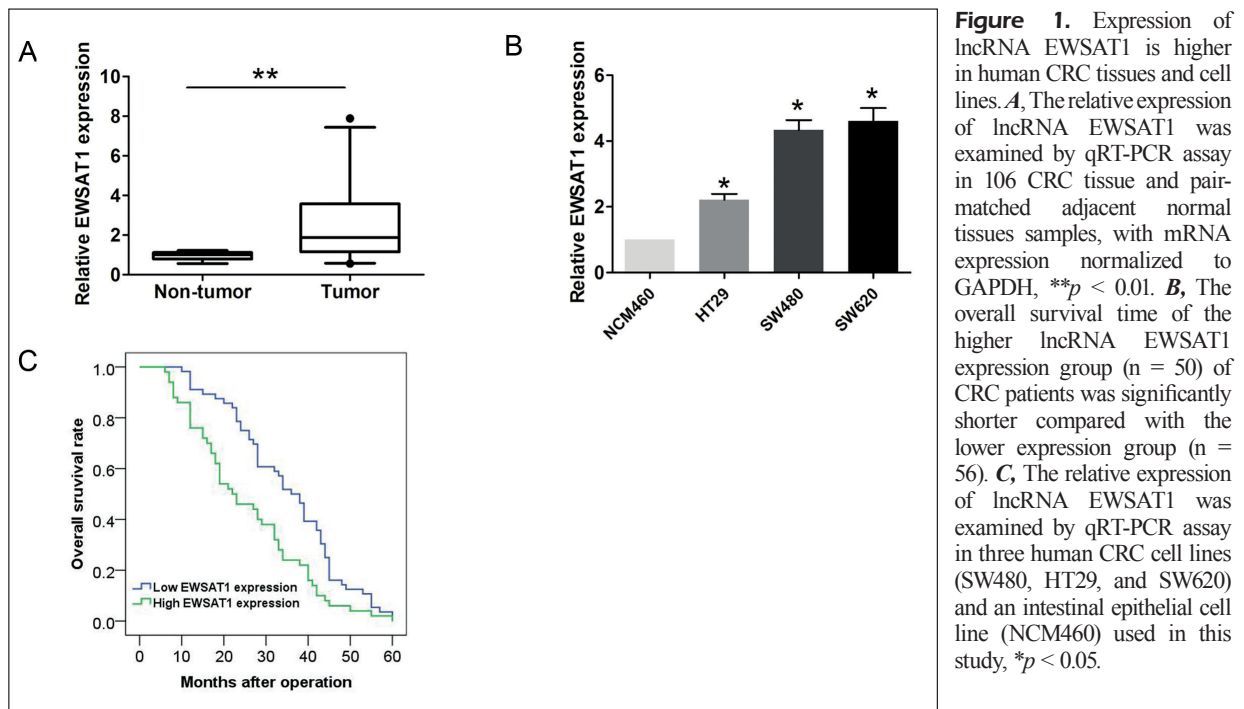 A
Relative EWSAT1 expression
**
10
8
6
4
2
0
Non-tumor Tumor
B
Relative EWSAT1 expression
6
4
2
0
*
*
*
NCM460
HT29
SW480
SW620
C
Overall sruvival rate
1.0
0.8
0.6
0.4
0.2
0.0
Low EWSAT1 expression
High EWSAT1 expression
0 10 20 30 40 50 60
Months after operation
Figure 1. Expression of
lncRNA EWSAT1 is higher
in human CRC tissues and cell
lines. A, The relative expression
of lncRNA EWSAT1 was
examined by qRT-PCR assay
in 106 CRC tissue and pair-
matched adjacent normal
tissues samples, with mRNA
expression normalized to
GAPDH, **p < 0.01. B, The
overall survival time of the
higher lncRNA EWSAT1
expression group (n = 50) of
CRC patients was significantly
shorter compared with the
lower expression group (n =
56). C, The relative expression
of lncRNA EWSAT1 was
examined by qRT-PCR assay
in three human CRC cell lines
(SW480, HT29, and SW620)
and an intestinal epithelial cell
line (NCM460) used in this
study, *p < 0.05.